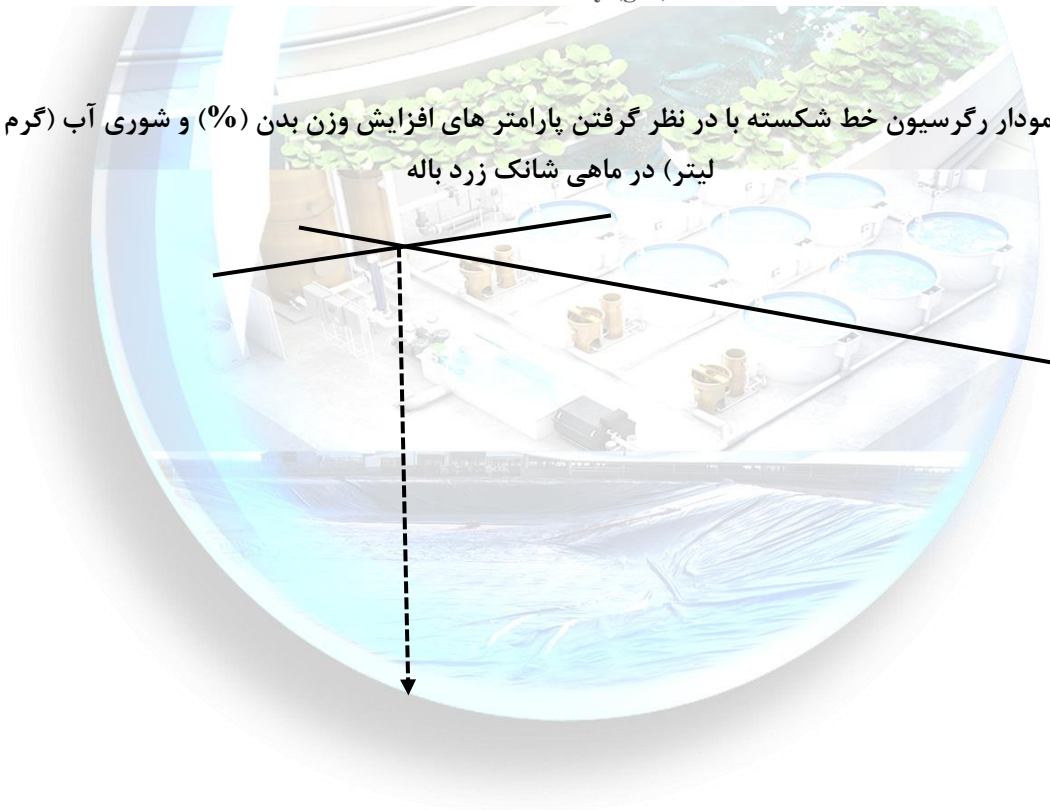 مودار رگرسیون خط شکسته با در نظر گرفتن پارامتر های افزایش وزن بدن (%) و شوری آب (گرم
لیتر) در ماهی شانک زرد باله